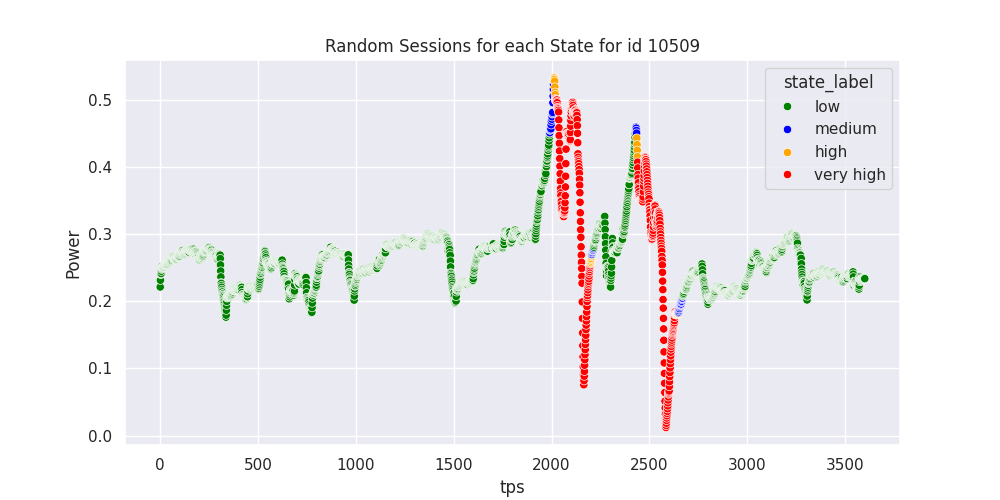 Random Sessions for each State for id 10509
Power
0.5
0.4
0.3
0.2
0.1
0.0
state_label
low
medium
high
very high
0 500 1000 1500 2000 2500 3000 3500
tps